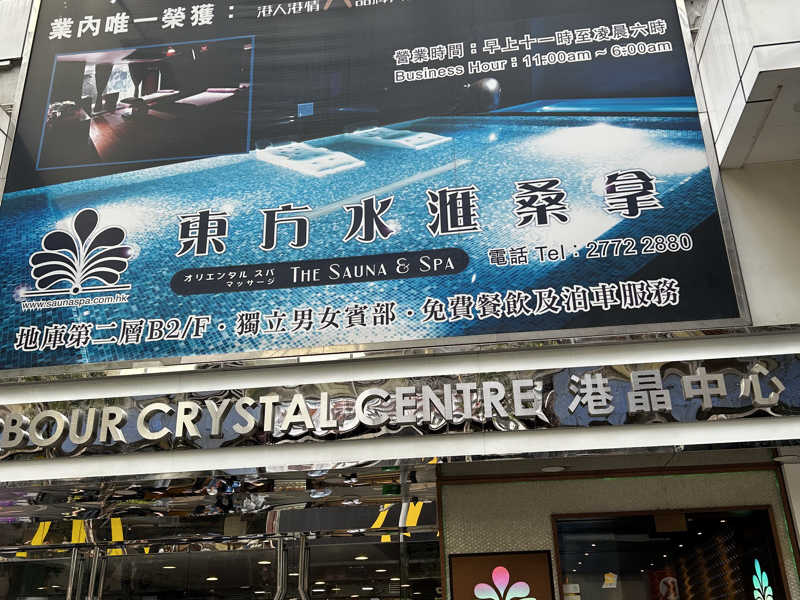 業內唯一榮獲：
港人港情
營業時間：早上十一時至凌晨六時
Business Hour：11:00am ~ 6:00am
東方水滙桑拿
オリエンタル スパ
マッサージ
THE SAUNA & SPA
電話 Tel：2772 2880
www.saunaspa.com.hk
地庫第二層B2/F · 獨立男女賓部 · 免費餐飲及泊車服務
BOUR CRYSTAL CENTRE 港晶中心